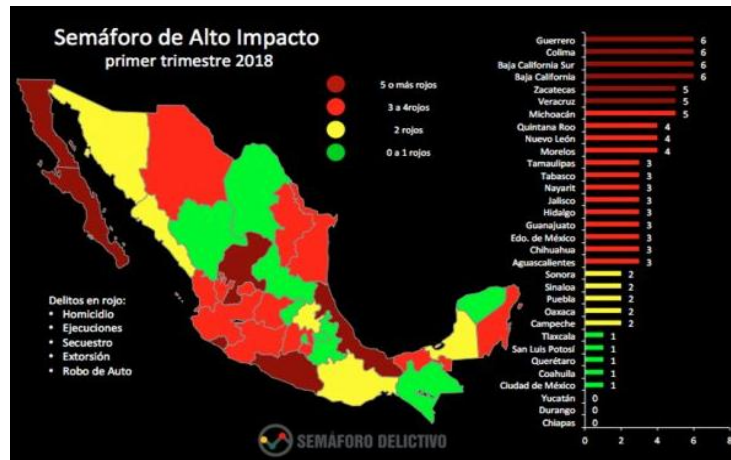 Semáforo de Alto Impacto
primer trimestre 2018
5 o más rojos
3 a 4rojos
2 rojos
0 a 1 rojos
Delitos en rojo:
• Homicidio
• Ejecuciones
• Secuestro
• Extorsión
• Robo de Auto
SEMÁFORO DELICTIVO
Guerrero 6
Colima 6
Baja California Sur 6
Baja California 6
Zacatecas 5
Veracruz 5
Michoacán 5
Quintana Roo 4
Nuevo León 4
Morelos 4
Tamaulipas 3
Tabasco 3
Nayarit 3
Jalisco 3
Hidalgo 3
Guanajuato 3
Edo. de México 3
Chihuahua 3
Aguascalientes 3
Sonora 2
Sinaloa 2
Puebla 2
Oaxaca 2
Campeche 2
Tlaxcala 1
San Luis Potosí 1
Querétaro 1
Coahuila 1
Ciudad de México 1
Yucatán 0
Durango 0
Chiapas 0
0 2 4 6 8